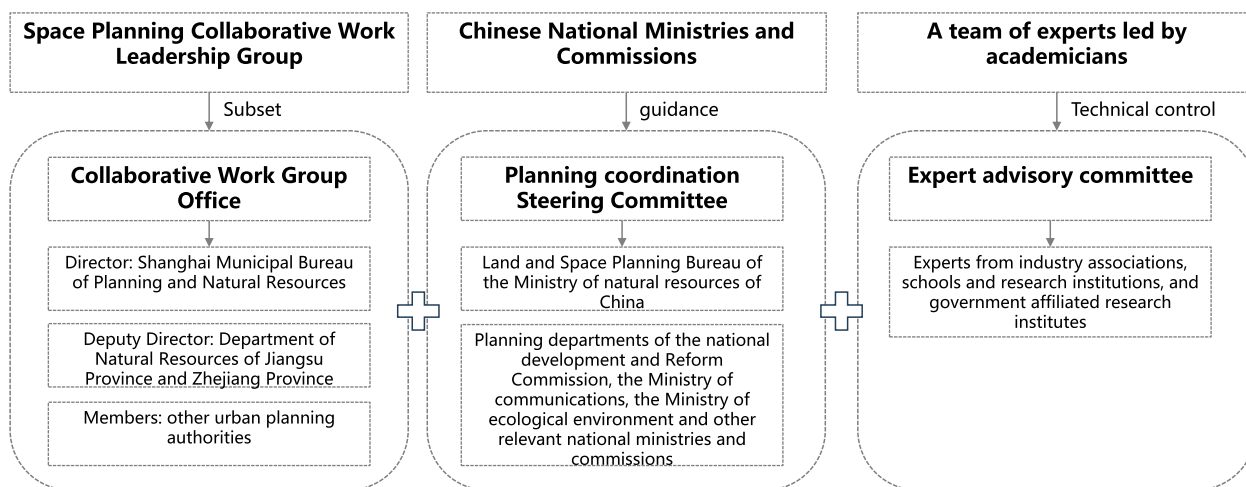 Space Planning Collaborative Work
Leadership Group
Subset
Collaborative Work Group
Office
Director: Shanghai Municipal Bureau
of Planning and Natural Resources
Deputy Director: Department of
Natural Resources of Jiangsu
Province and Zhejiang Province
Members: other urban planning
authorities
Chinese National Ministries and
Commissions
guidance
Planning coordination
Steering Committee
Land and Space Planning Bureau of
the Ministry of natural resources of
China
Planning departments of the national
development and Reform
Commission, the Ministry of
communications, the Ministry of
ecological environment and other
relevant national ministries and
commissions
A team of experts led by
academicians
Technical control
Expert advisory committee
Experts from industry associations,
schools and research institutions, and
government affiliated research
institutes